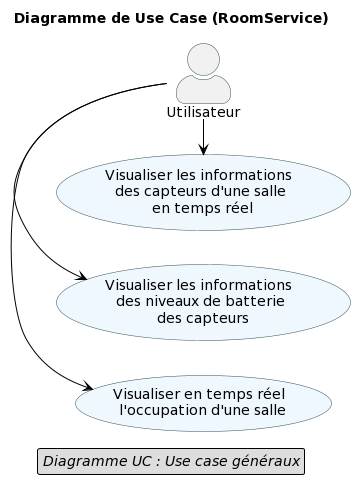 Diagramme de Use Case (RoomService)
Utilisateur
Visualiser les informations
des capteurs d'une salle
en temps réel
Visualiser les informations
des niveaux de batterie
des capteurs
Visualiser en temps réel
l'occupation d'une salle
Diagramme UC : Use case généraux